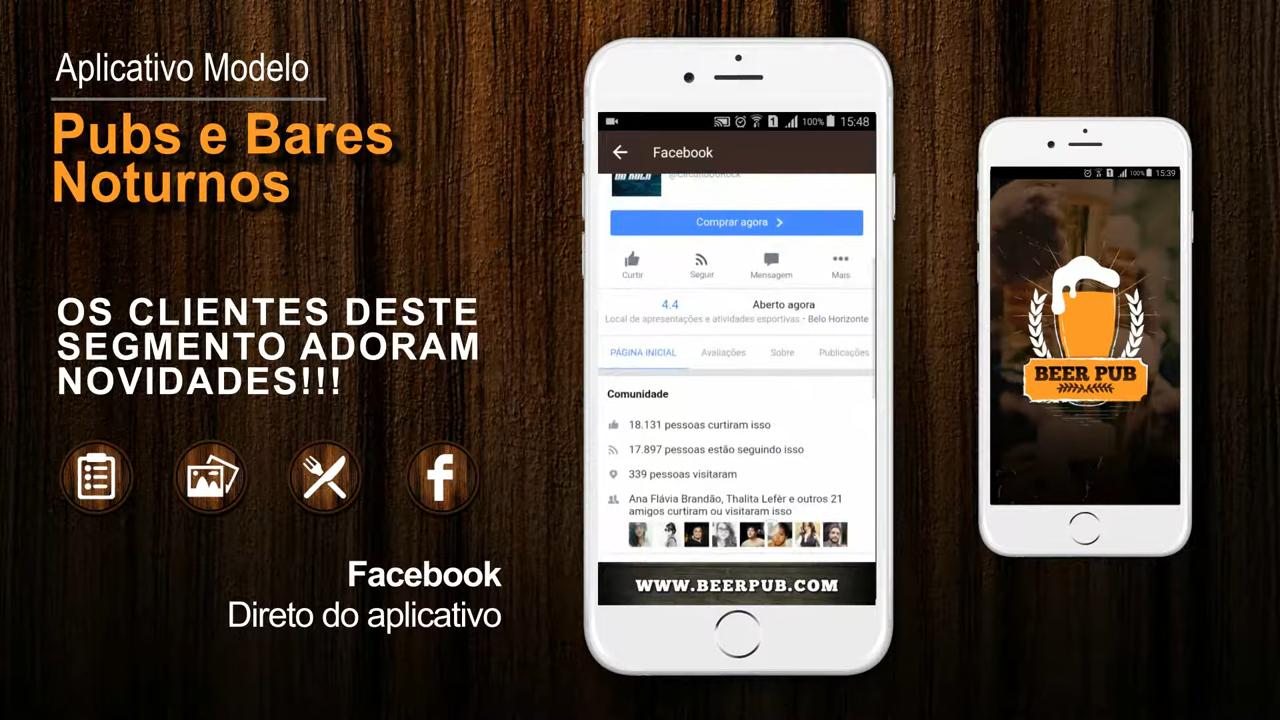 Aplicativo Modelo
Pubs e Bares
Noturnos
OS CLIENTES DESTE
SEGMENTO ADORAM
NOVIDADES!!!
Facebook
Direto do aplicativo
100% 15:48
Facebook
Comprar agora
Curtir Seguir Mensagem Mais
4.4 Aberto agora
Local de apresentações e atividades esportivas · Belo Horizonte
PÁGINA INICIAL Avaliações Sobre Publicações
Comunidade
18.131 pessoas curtiram isso
17.897 pessoas estão seguindo isso
339 pessoas visitaram
Ana Flávia Brandão, Thalita Lefèr e outros 21
amigos curtiram ou visitaram isso
WWW.BEERPUB.COM
100% 15:39
BEER PUB